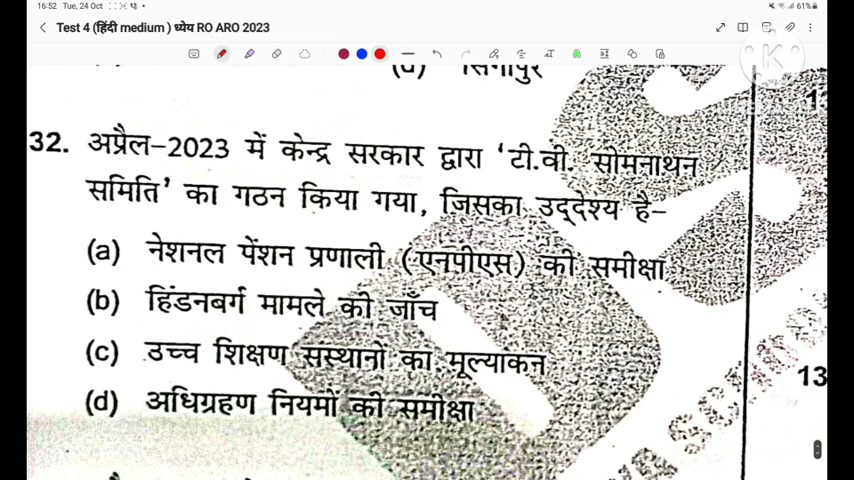 16:52 Tue, 24 Oct
61%
Test 4 (हिंदी medium ) ध्येय RO ARO 2023
K
(d) सिंगापुर
32. अप्रैल-2023 में केन्द्र सरकार द्वारा 'टी.वी. सोमनाथन
समिति' का गठन किया गया, जिसका उद्देश्य है-
(a) नेशनल पेंशन प्रणाली (एनपीएस) की समीक्षा
(b) हिंडनबर्ग मामले की जाँच
(c) उच्च शिक्षण संस्थानों का मूल्याकन
(d) अधिग्रहण नियमों की समीक्षा
13